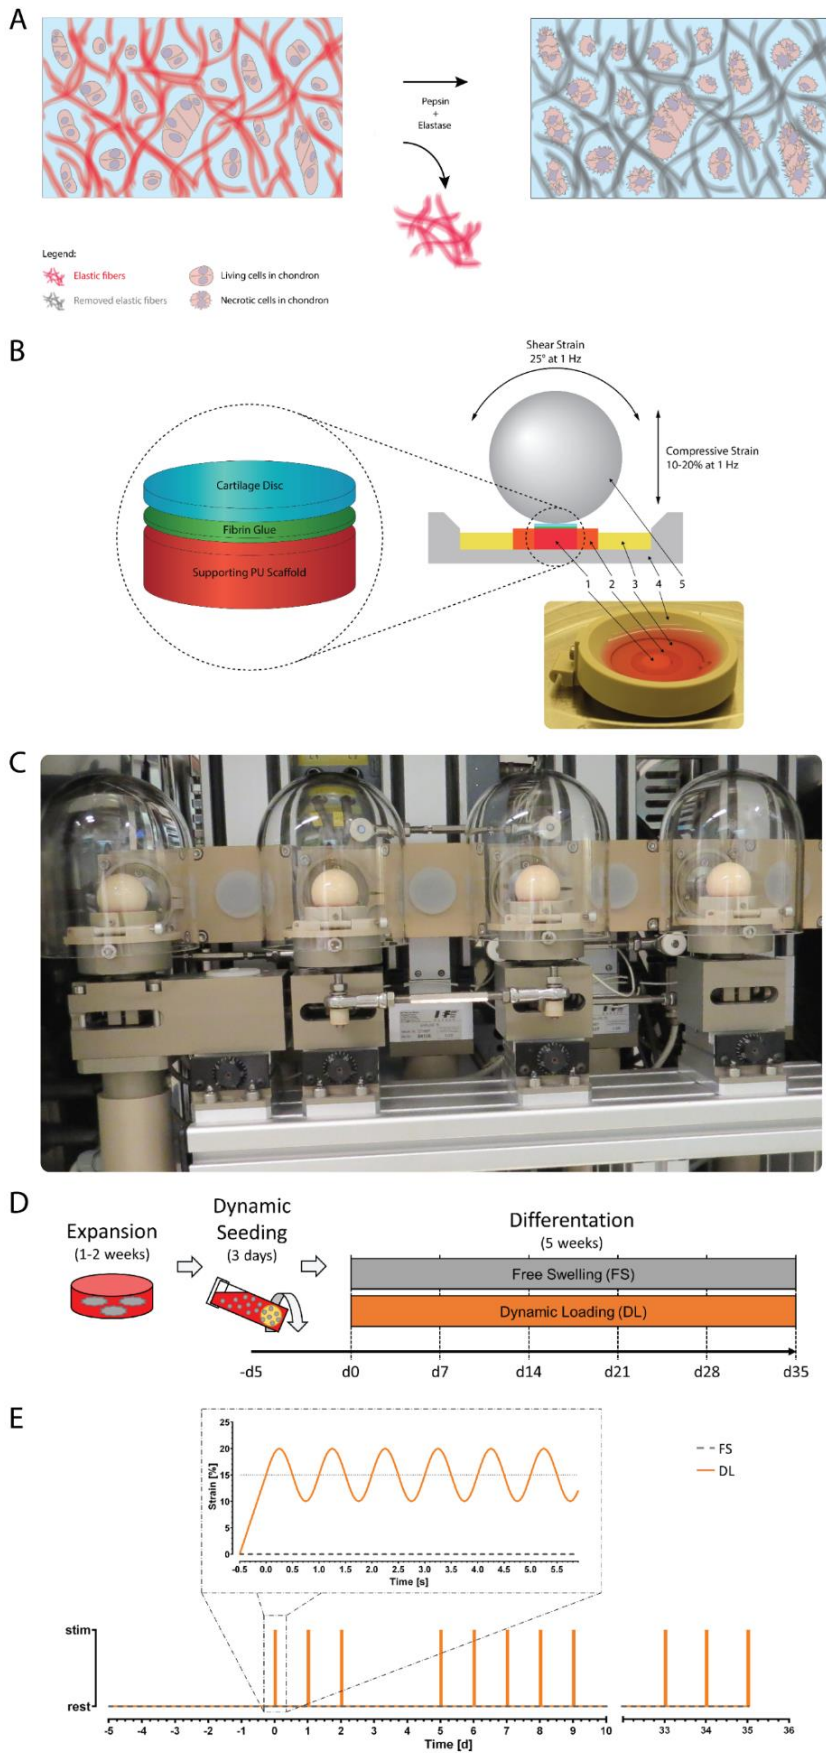 A
Pepsin
+
Elastase
Legend:
Elastic fibers
Living cells in chondron
Removed elastic fibers
Necrotic cells in chondron
B
Shear Strain
25° at 1 Hz
Compressive Strain
10-20% at 1 Hz
Cartilage Disc
Fibrin Glue
Supporting PU Scaffold
1 2 3 4 5
C
D
Expansion
(1-2 weeks)
Dynamic
Seeding
(3 days)
Differentation
(5 weeks)
Free Swelling (FS)
Dynamic Loading (DL)
-d5 d0 d7 d14 d21 d28 d35
E
25
20
15
10
5
0
Strain [%]
-0.5 0.0 0.5 1.0 1.5 2.0 2.5 3.0 3.5 4.0 4.5 5.0 5.5
Time [s]
FS
DL
stim
rest
-5 -4 -3 -2 -1 0 1 2 3 4 5 6 7 8 9 10 33 34 35 36
Time [d]